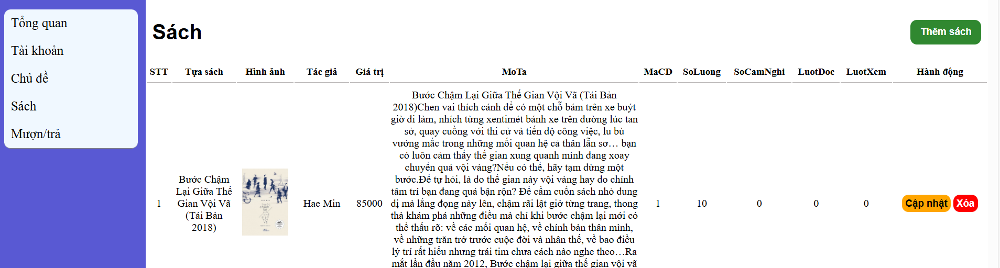 Tổng quan
Tài khoản
Chủ đề
Sách
Mượn/trả
Sách
Thêm sách
STT Tựa sách Hình ảnh Tác giả Giá trị MoTa MaCD SoLuong SoCamNghi LuotDoc LuotXem Hành động
1
Bước Chậm
Lại Giữa Thế
Gian Vội Vã
(Tái Bản
2018)
Hae Min
85000
Bước Chậm Lại Giữa Thế Gian Vội Vã (Tái Bản
2018)Chen vai thích cánh để có một chỗ bám trên xe buýt
giờ đi làm, nhích từng xentimét bánh xe trên đường lúc tan
sở, quay cuồng với thi cử và tiến độ công việc, lu bù
vướng mắc trong những mối quan hệ cả thân lẫn sơ… bạn
có luôn cảm thấy thế gian xung quanh mình đang xoay
chuyển quá vội vàng?Nếu có thể, hãy tạm dừng một
bước.Để tự hỏi, là do thế gian này vội vàng hay do chính
tâm trí bạn đang quá bận rộn? Để cầm cuốn sách nhỏ dung
dị mà lắng đọng này lên, chậm rãi lật giở từng trang, thong
thả khám phá những điều mà chỉ khi bước chậm lại mới có
thể thấu rõ: về các mối quan hệ, về chính bản thân mình,
về những trăn trở trước cuộc đời và nhân thế, về bao điều
lý trí rất hiểu nhưng trái tim chưa cách nào nghe theo…Ra
mắt lần đầu năm 2012, Bước chậm lại giữa thế gian vội vã
1
10
0
0
0
Cập nhật Xóa